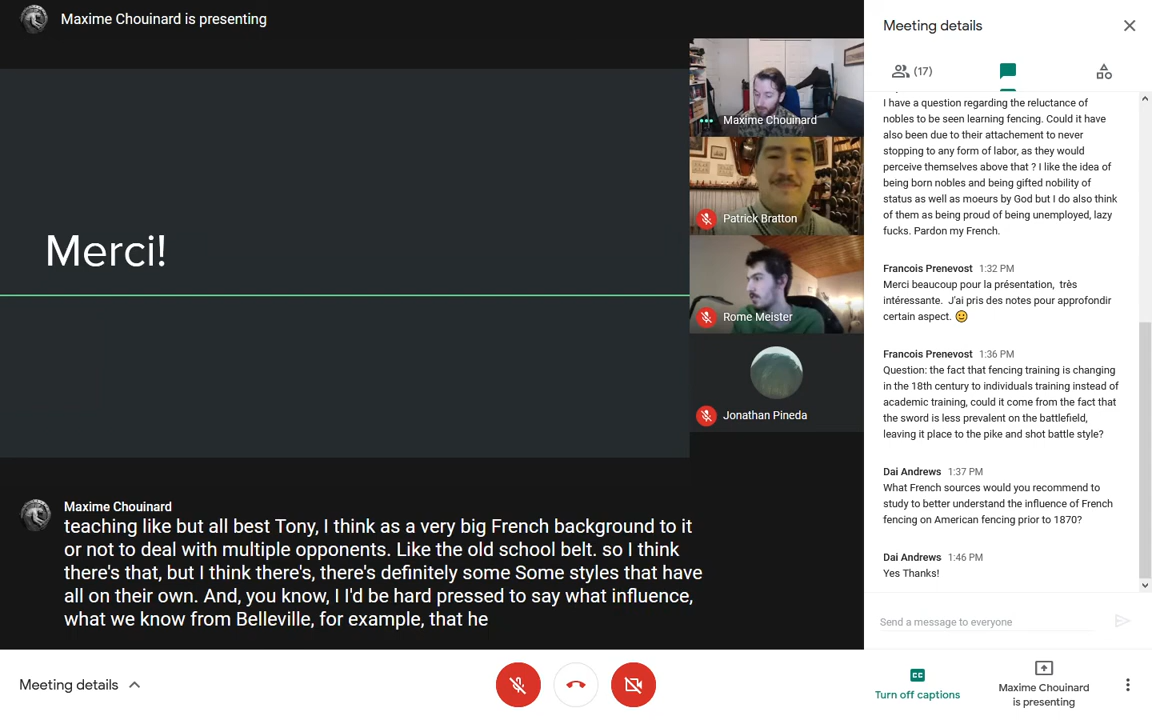 Maxime Chouinard is presenting
Merci!
Maxime Chouinard
Patrick Bratton
Rome Meister
Jonathan Pineda
Maxime Chouinard
teaching like but all best Tony, I think as a very big French background to it
or not to deal with multiple opponents. Like the old school belt. so I think
there's that, but I think there's, there's definitely some Some styles that have
all on their own. And, you know, I I'd be hard pressed to say what influence,
what we know from Belleville, for example, that he
Meeting details
Meeting details
(17)
I have a question regarding the reluctance of
nobles to be seen learning fencing. Could it have
also been due to their attachement to never
stopping to any form of labor, as they would
perceive themselves above that ? I like the idea of
being born nobles and being gifted nobility of
status as well as moeurs by God but I do also think
of them as being proud of being unemployed, lazy
fucks. Pardon my French.
Francois Prenevost 1:32 PM
Merci beaucoup pour la présentation, très
intéressante. J'ai pris des notes pour approfondir
certain aspect. 🙂
Francois Prenevost 1:36 PM
Question: the fact that fencing training is changing
in the 18th century to individuals training instead of
academic training, could it come from the fact that
the sword is less prevalent on the battlefield,
leaving it place to the pike and shot battle style?
Dai Andrews 1:37 PM
What French sources would you recommend to
study to better understand the influence of French
fencing on American fencing prior to 1870?
Dai Andrews 1:46 PM
Yes Thanks!
Send a message to everyone
CC
Turn off captions
Maxime Chouinard
is presenting